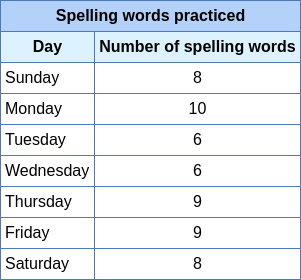 Spelling words practiced
Day Number of spelling words
Sunday 8
Monday 10
Tuesday 6
Wednesday 6
Thursday 9
Friday 9
Saturday 8